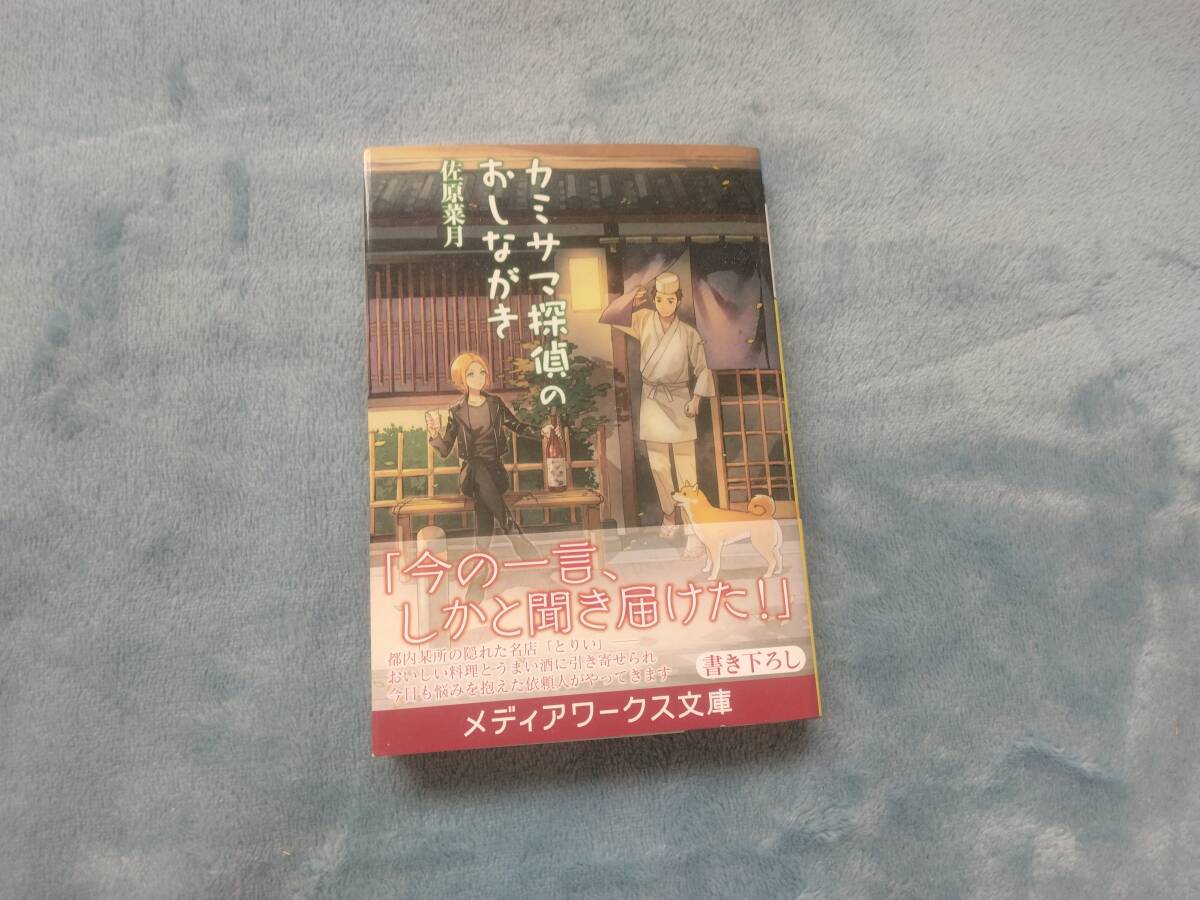 カミサマ探偵の
おしながき
佐原菜月
「今の一言、
しかと聞き届けた!」
都内某所の隠れた名店「とりい」――
おいしい料理とうまい酒に引き寄せられ
今日も悩みを抱えた依頼人がやってきます
書き下ろし
メディアワークス文庫